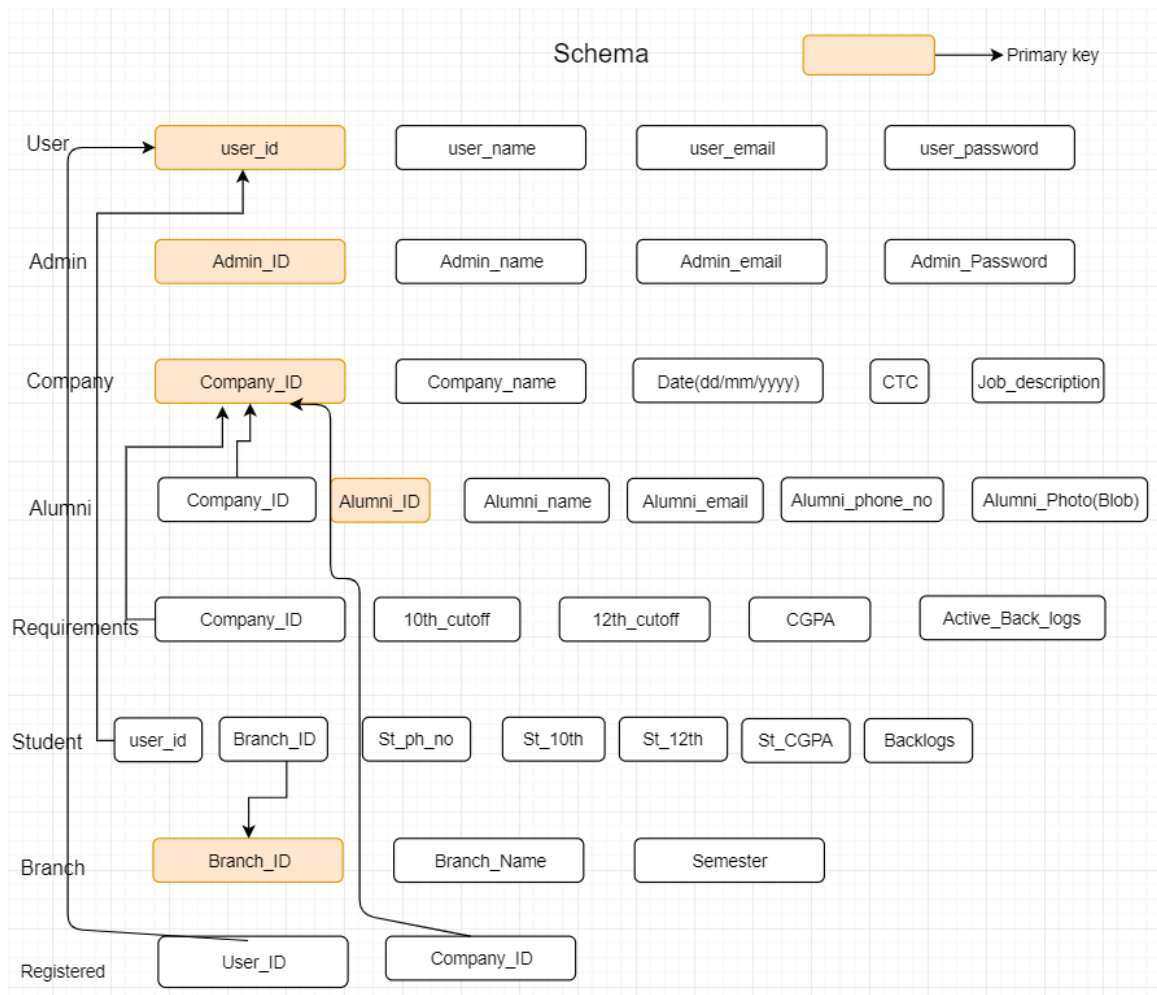 Schema
Primary key
User
user_id
user_name
user_email
user_password
Admin
Admin_ID
Admin_name
Admin_email
Admin_Password
Company
Company_ID
Company_name
Date(dd/mm/yyyy)
CTC
Job_description
Alumni
Company_ID
Alumni_ID
Alumni_name
Alumni_email
Alumni_phone_no
Alumni_Photo(Blob)
Requirements
Company_ID
10th_cutoff
12th_cutoff
CGPA
Active_Back_logs
Student
user_id
Branch_ID
St_ph_no
St_10th
St_12th
St_CGPA
Backlogs
Branch
Branch_ID
Branch_Name
Semester
Registered
User_ID
Company_ID